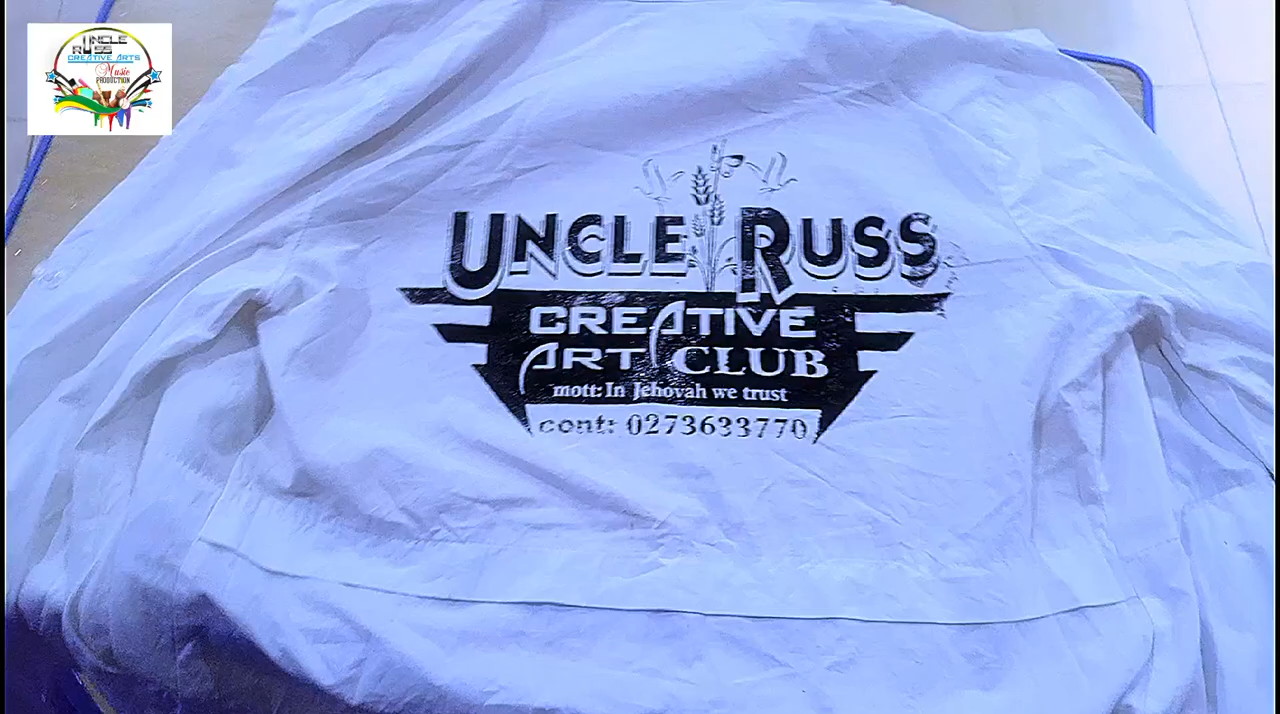 UNCLE
RUSS
CREATIVE ARTS
Music
PRODUCTION
UNCLE RUSS
CREATIVE
ART CLUB
mott: In Jehovah we trust
cont: 0273633770